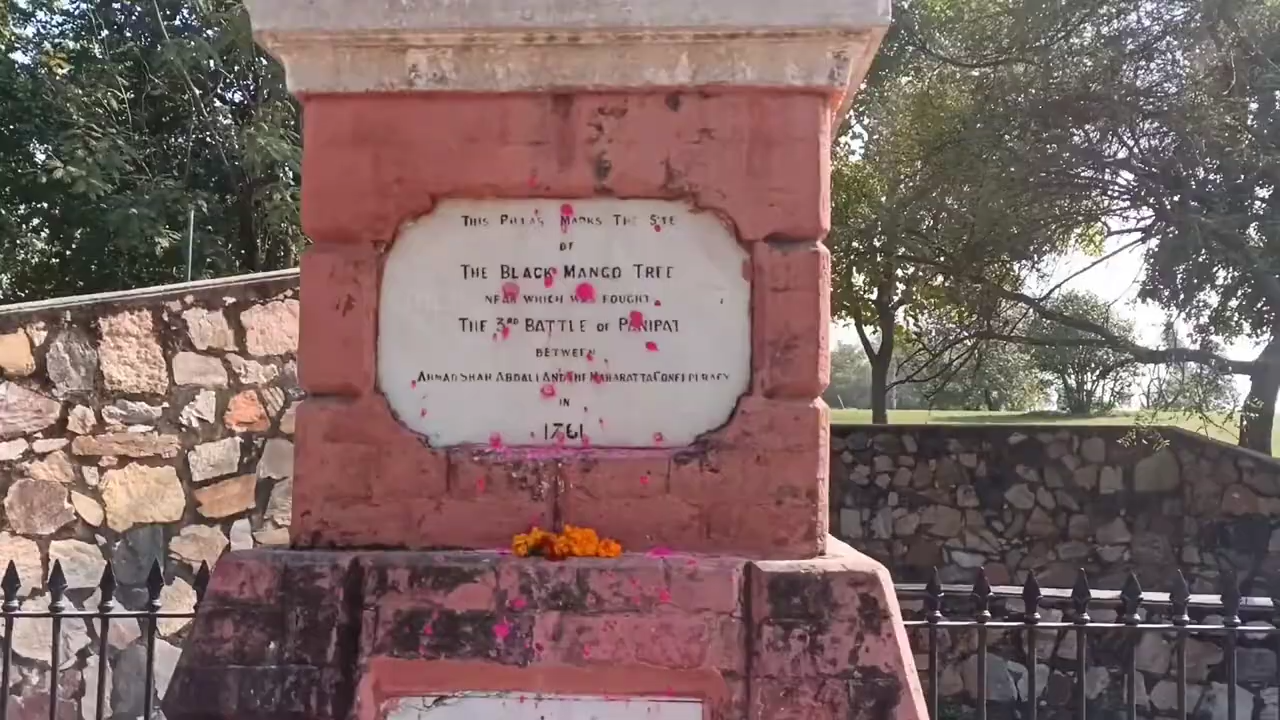 THIS PILLAR MARKS THE SITE
OF
THE BLACK MANGO TREE
NEAR WHICH WAS FOUGHT
THE 3RD BATTLE OF PANIPAT
BETWEEN
AHMAD SHAH ABDALI AND THE MAHARATTA CONFEDERACY
IN
1761